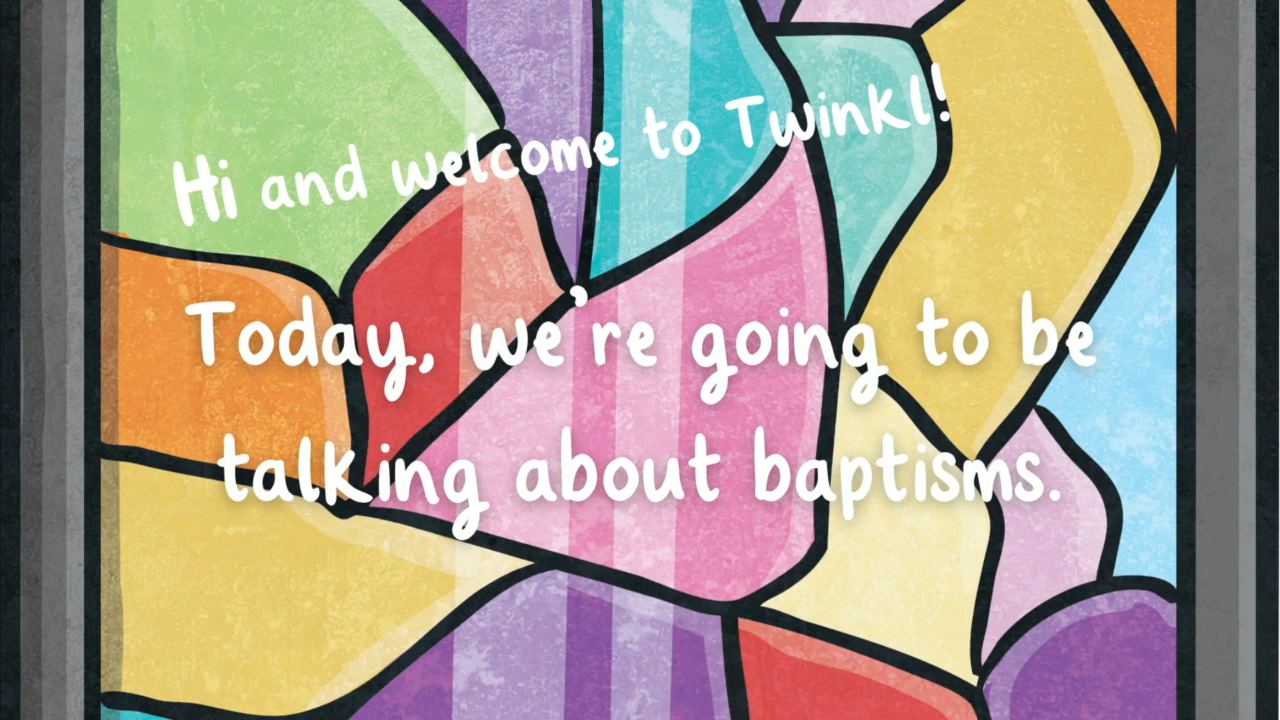 Hi and welcome to Twinkl!
Today, we're going to be
talking about baptisms.